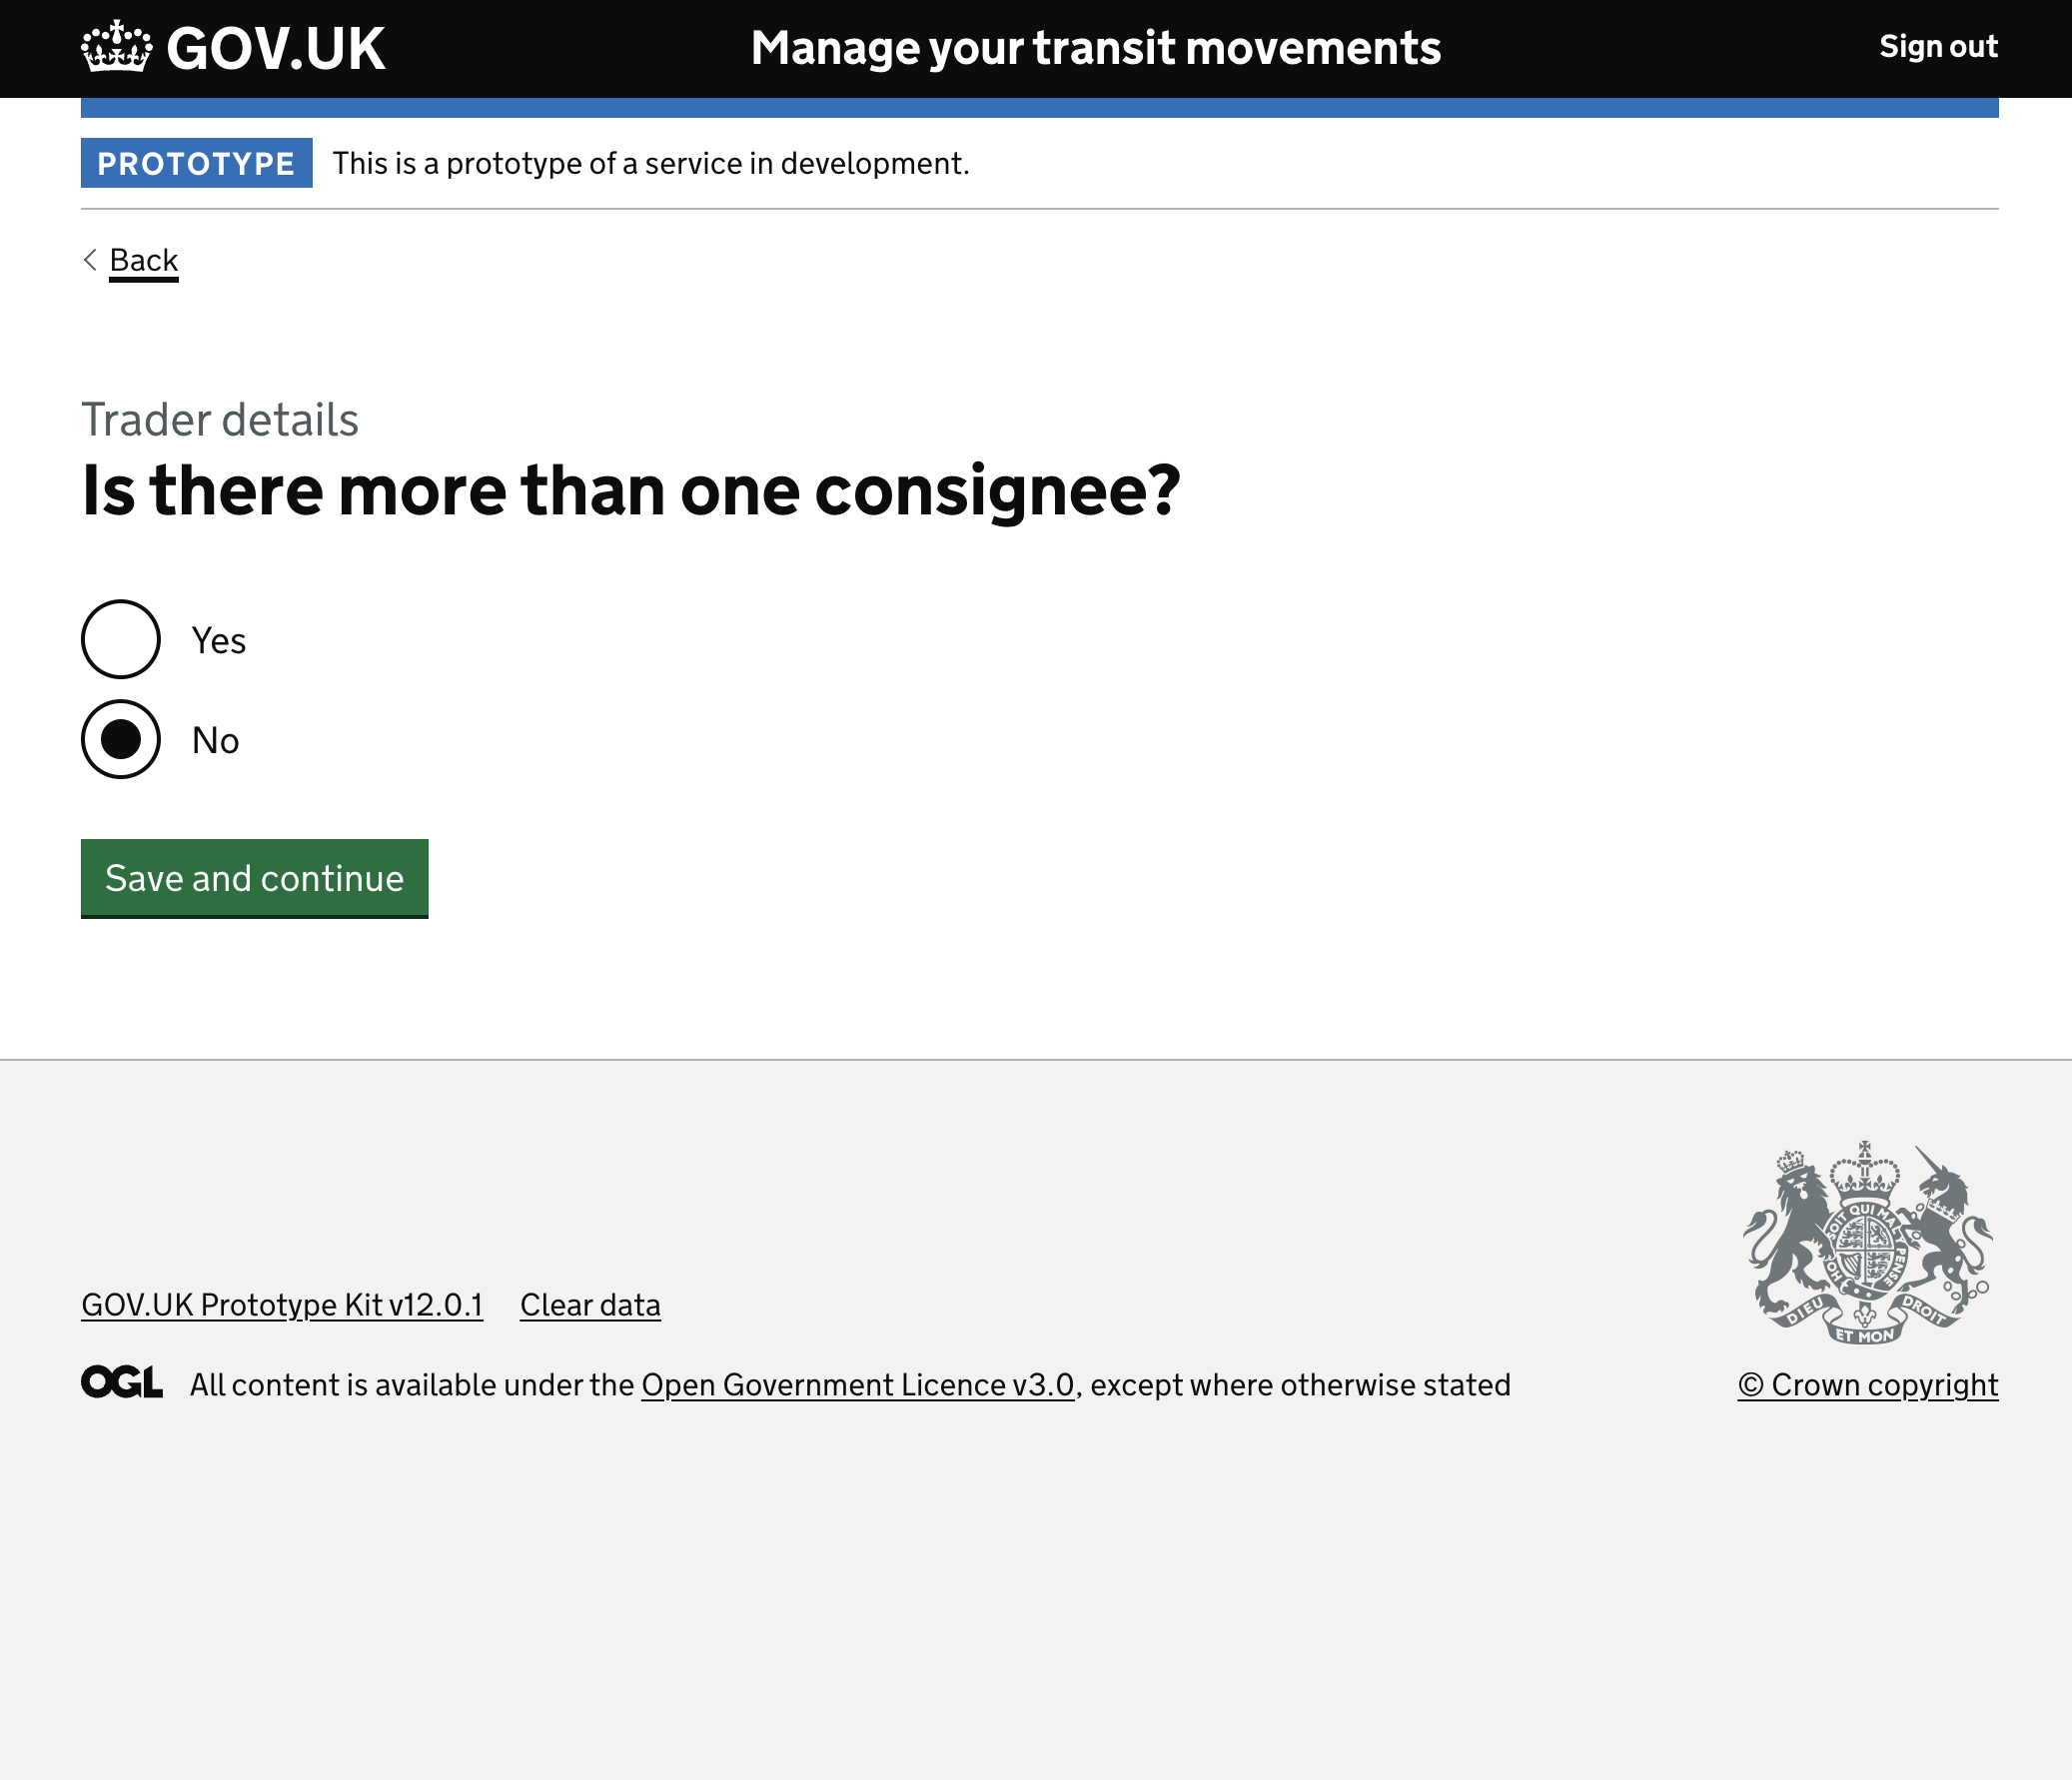 GOV.UK
Manage your transit movements
Sign out
PROTOTYPE This is a prototype of a service in development.
Back
Trader details
Is there more than one consignee?
Yes
No
Save and continue
GOV.UK Prototype Kit v12.0.1 Clear data
OGL All content is available under the Open Government Licence v3.0, except where otherwise stated
SOIT QUI MAL Y PENSE
HO
DIEU ET MON DROIT
© Crown copyright